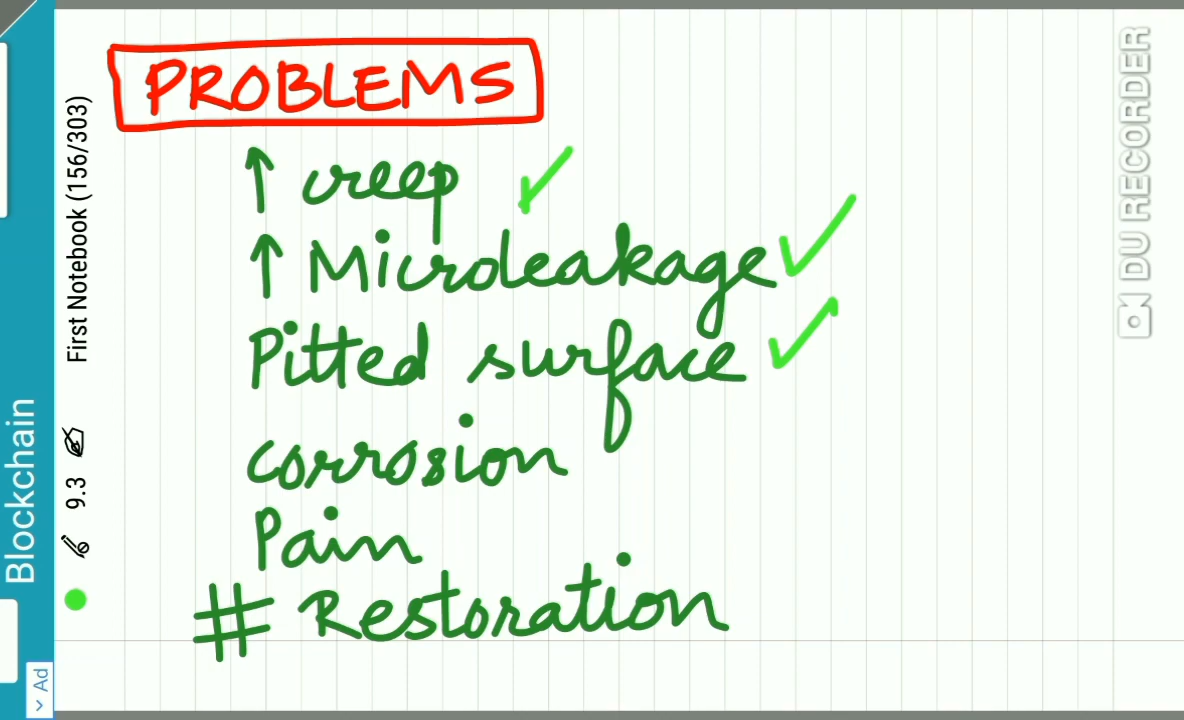 PROBLEMS
↑ creep ✓
↑ Microleakage ✓
Pitted surface ✓
corrosion
Pain
# Restoration
First Notebook (156/303)
9.3
Blockchain
Ad
DU RECORDER